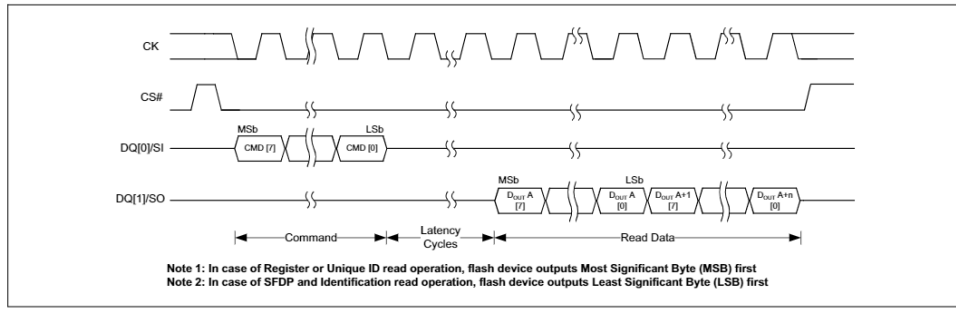 CK
CS#
MSb LSb
DQ[0]/SI CMD [7] CMD [0]
MSb LSb
DQ[1]/SO DOUT A [7] DOUT A [0] DOUT A+1 [7] DOUT A+n [0]
Command Latency Cycles Read Data
Note 1: In case of Register or Unique ID read operation, flash device outputs Most Significant Byte (MSB) first
Note 2: In case of SFDP and Identification read operation, flash device outputs Least Significant Byte (LSB) first